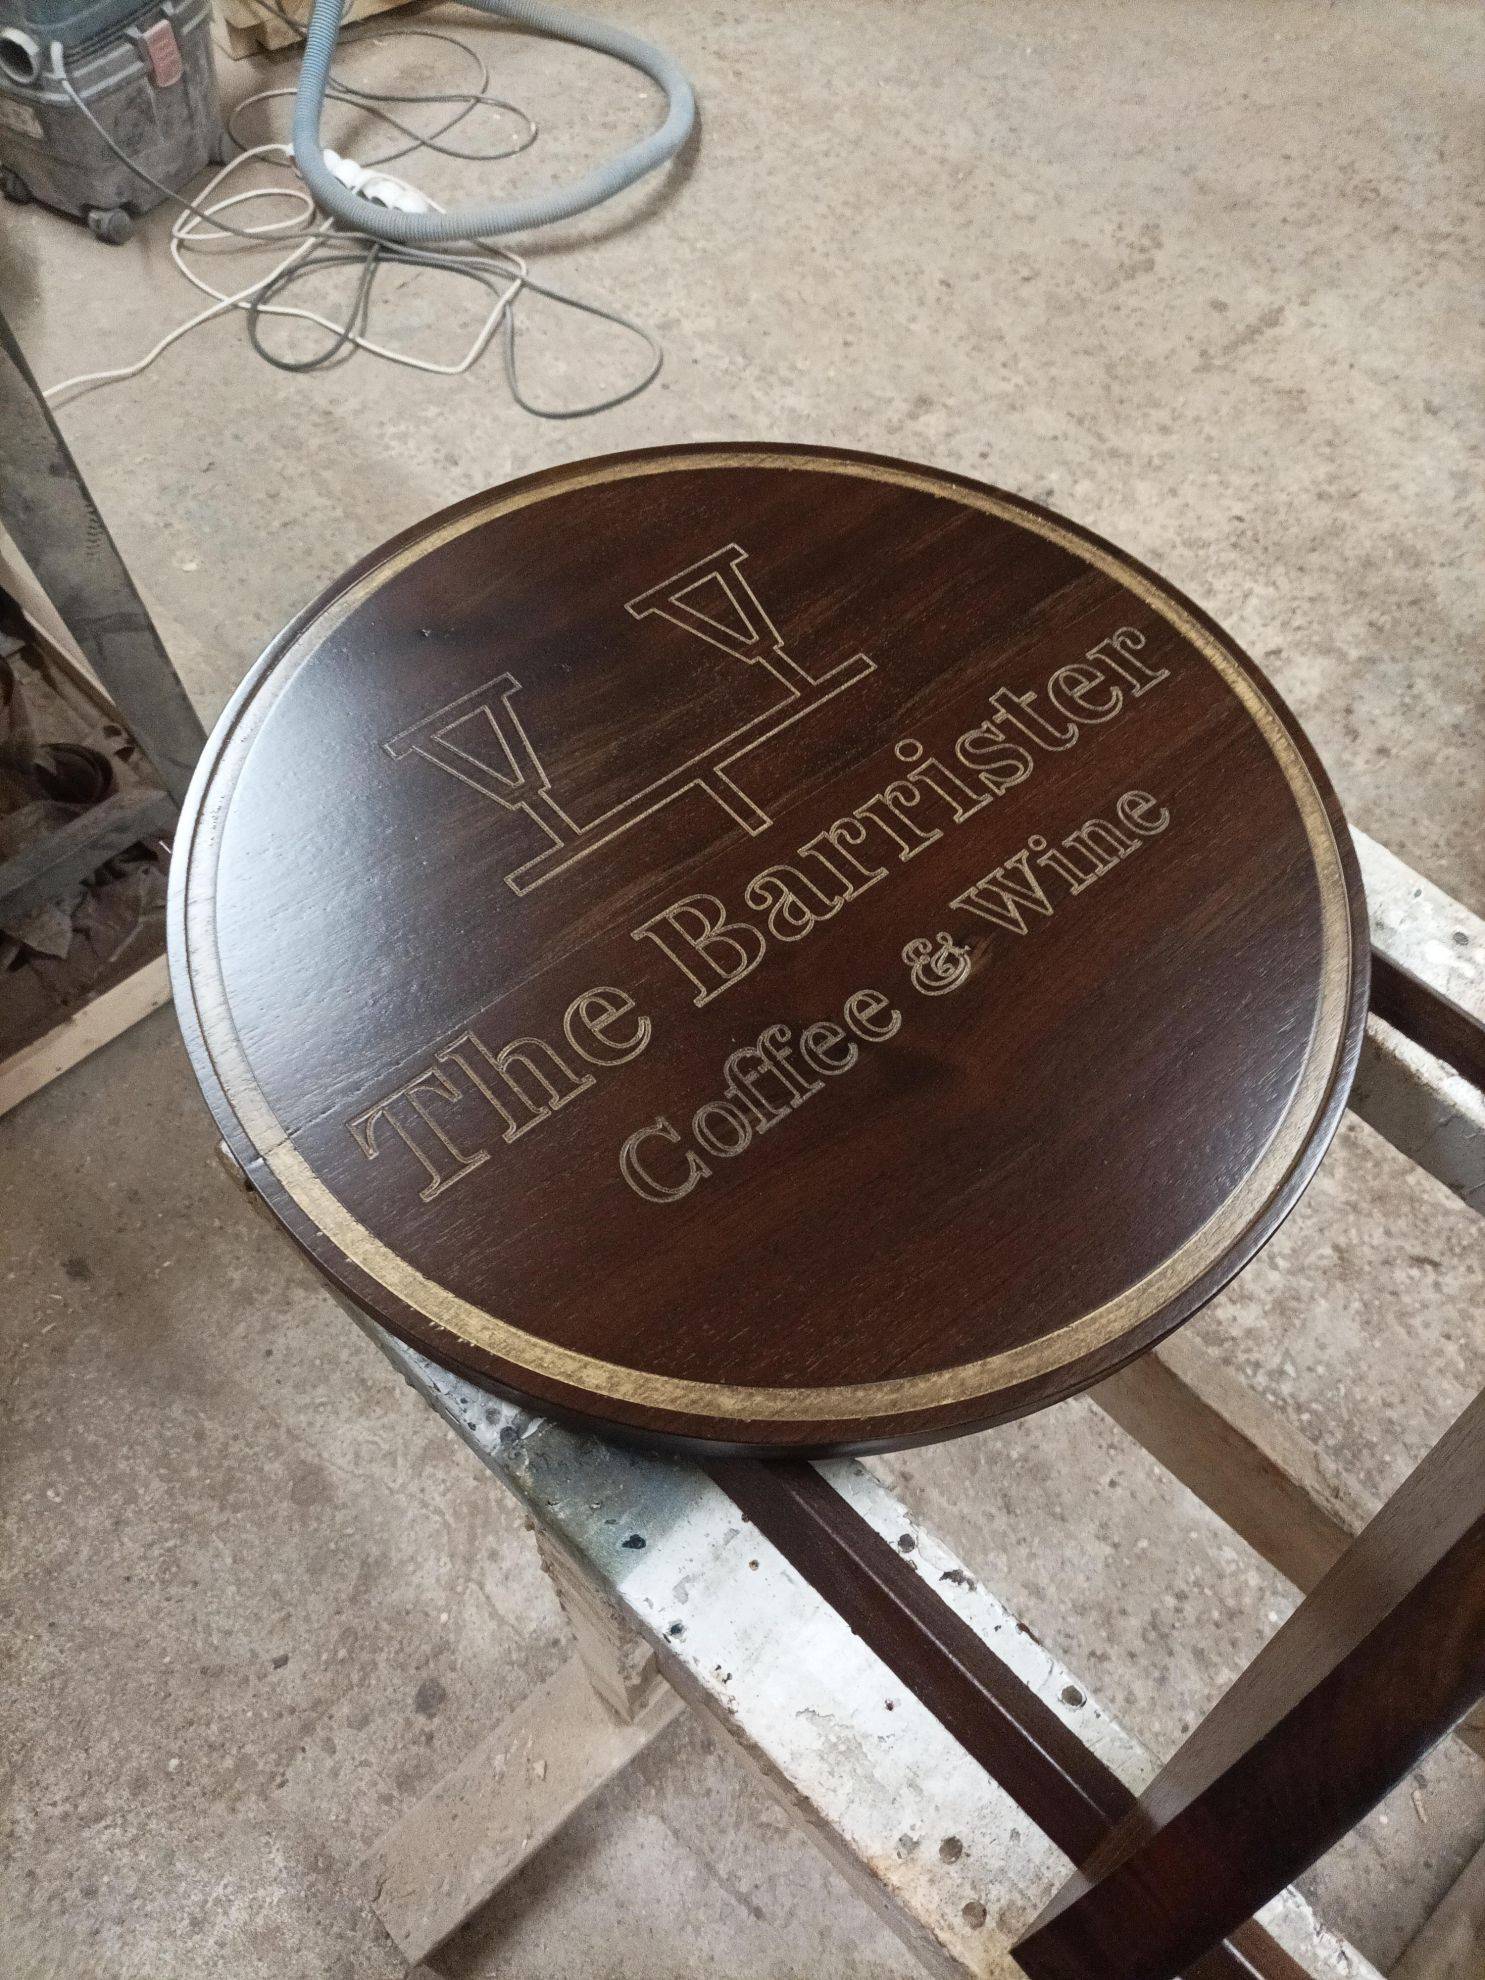 The Barrister
Coffee & Wine